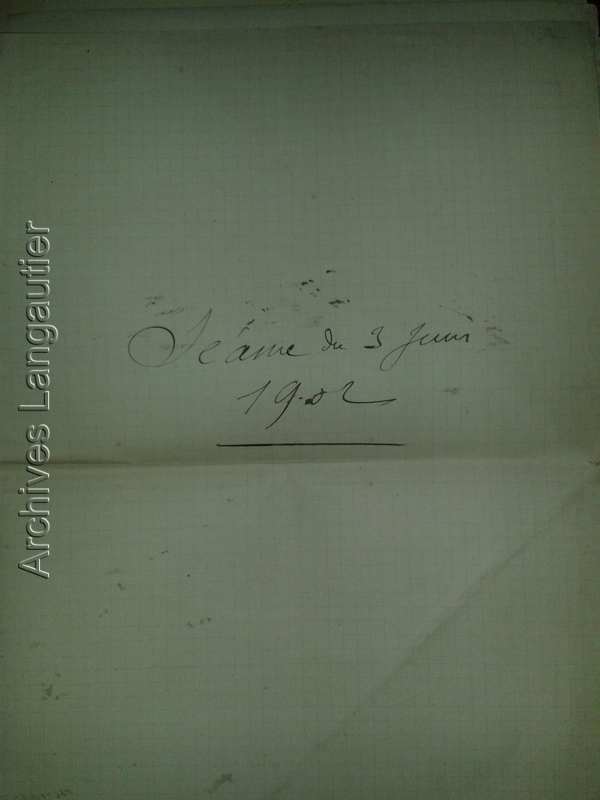 Séance du 3 Juin
1902
Archives Langautier